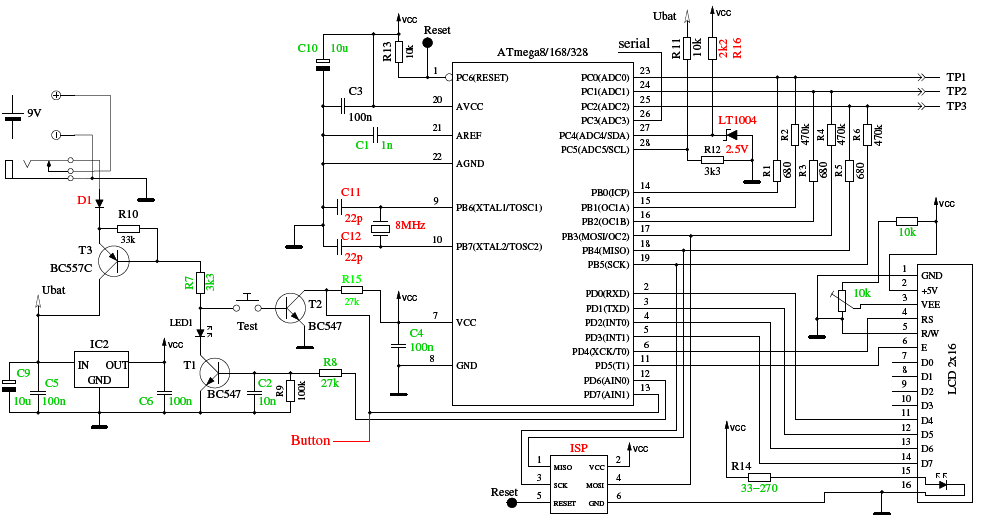 Ubat
VCC
VCC
Reset
ATmega8/168/328
serial
C10 10u
R13
10k
R11
10k
2k2
R16
1
PC6(RESET)
PC0(ADC0)
23
TP1
PC1(ADC1)
24
TP2
PC2(ADC2)
25
TP3
PC3(ADC3)
26
9V
C3
100n
20
AVCC
C1 1n
21
AREF
22
AGND
PC4(ADC4/SDA)
27
PC5(ADC5/SCL)
28
LT1004
2.5V
R12
3k3
R2
470k
R4
470k
R6
470k
R1
680
R3
680
R5
680
D1
C11
22p
9
PB6(XTAL1/TOSC1)
8MHz
C12
22p
10
PB7(XTAL2/TOSC2)
PB0(ICP)
14
PB1(OC1A)
15
PB2(OC1B)
16
PB3(MOSI/OC2)
17
PB4(MISO)
18
PB5(SCK)
19
R10
33k
T3
BC557C
R7
3k3
Ubat
LED1
Test
T2
BC547
R15
27k
VCC
7
VCC
C4
100n
8
GND
PD0(RXD)
2
PD1(TXD)
3
PD2(INT0)
4
PD3(INT1)
5
PD4(XCK/T0)
6
PD5(T1)
11
PD6(AIN0)
12
PD7(AIN1)
13
VCC
10k
10k
1
GND
2
+5V
3
VEE
4
RS
5
R/W
6
E
7
D0
8
D1
9
D2
10
D3
11
D4
12
D5
13
D6
14
D7
15
16
LCD 2x16
IC2
IN OUT
GND
VCC
C9
10u
C5
100n
C6 100n
T1
BC547
C2
10n
R9
100k
R8
27k
Button
ISP
VCC
1
MISO
VCC
2
3
SCK
MOSI
4
Reset
5
RESET
GND
6
VCC
R14
33−270